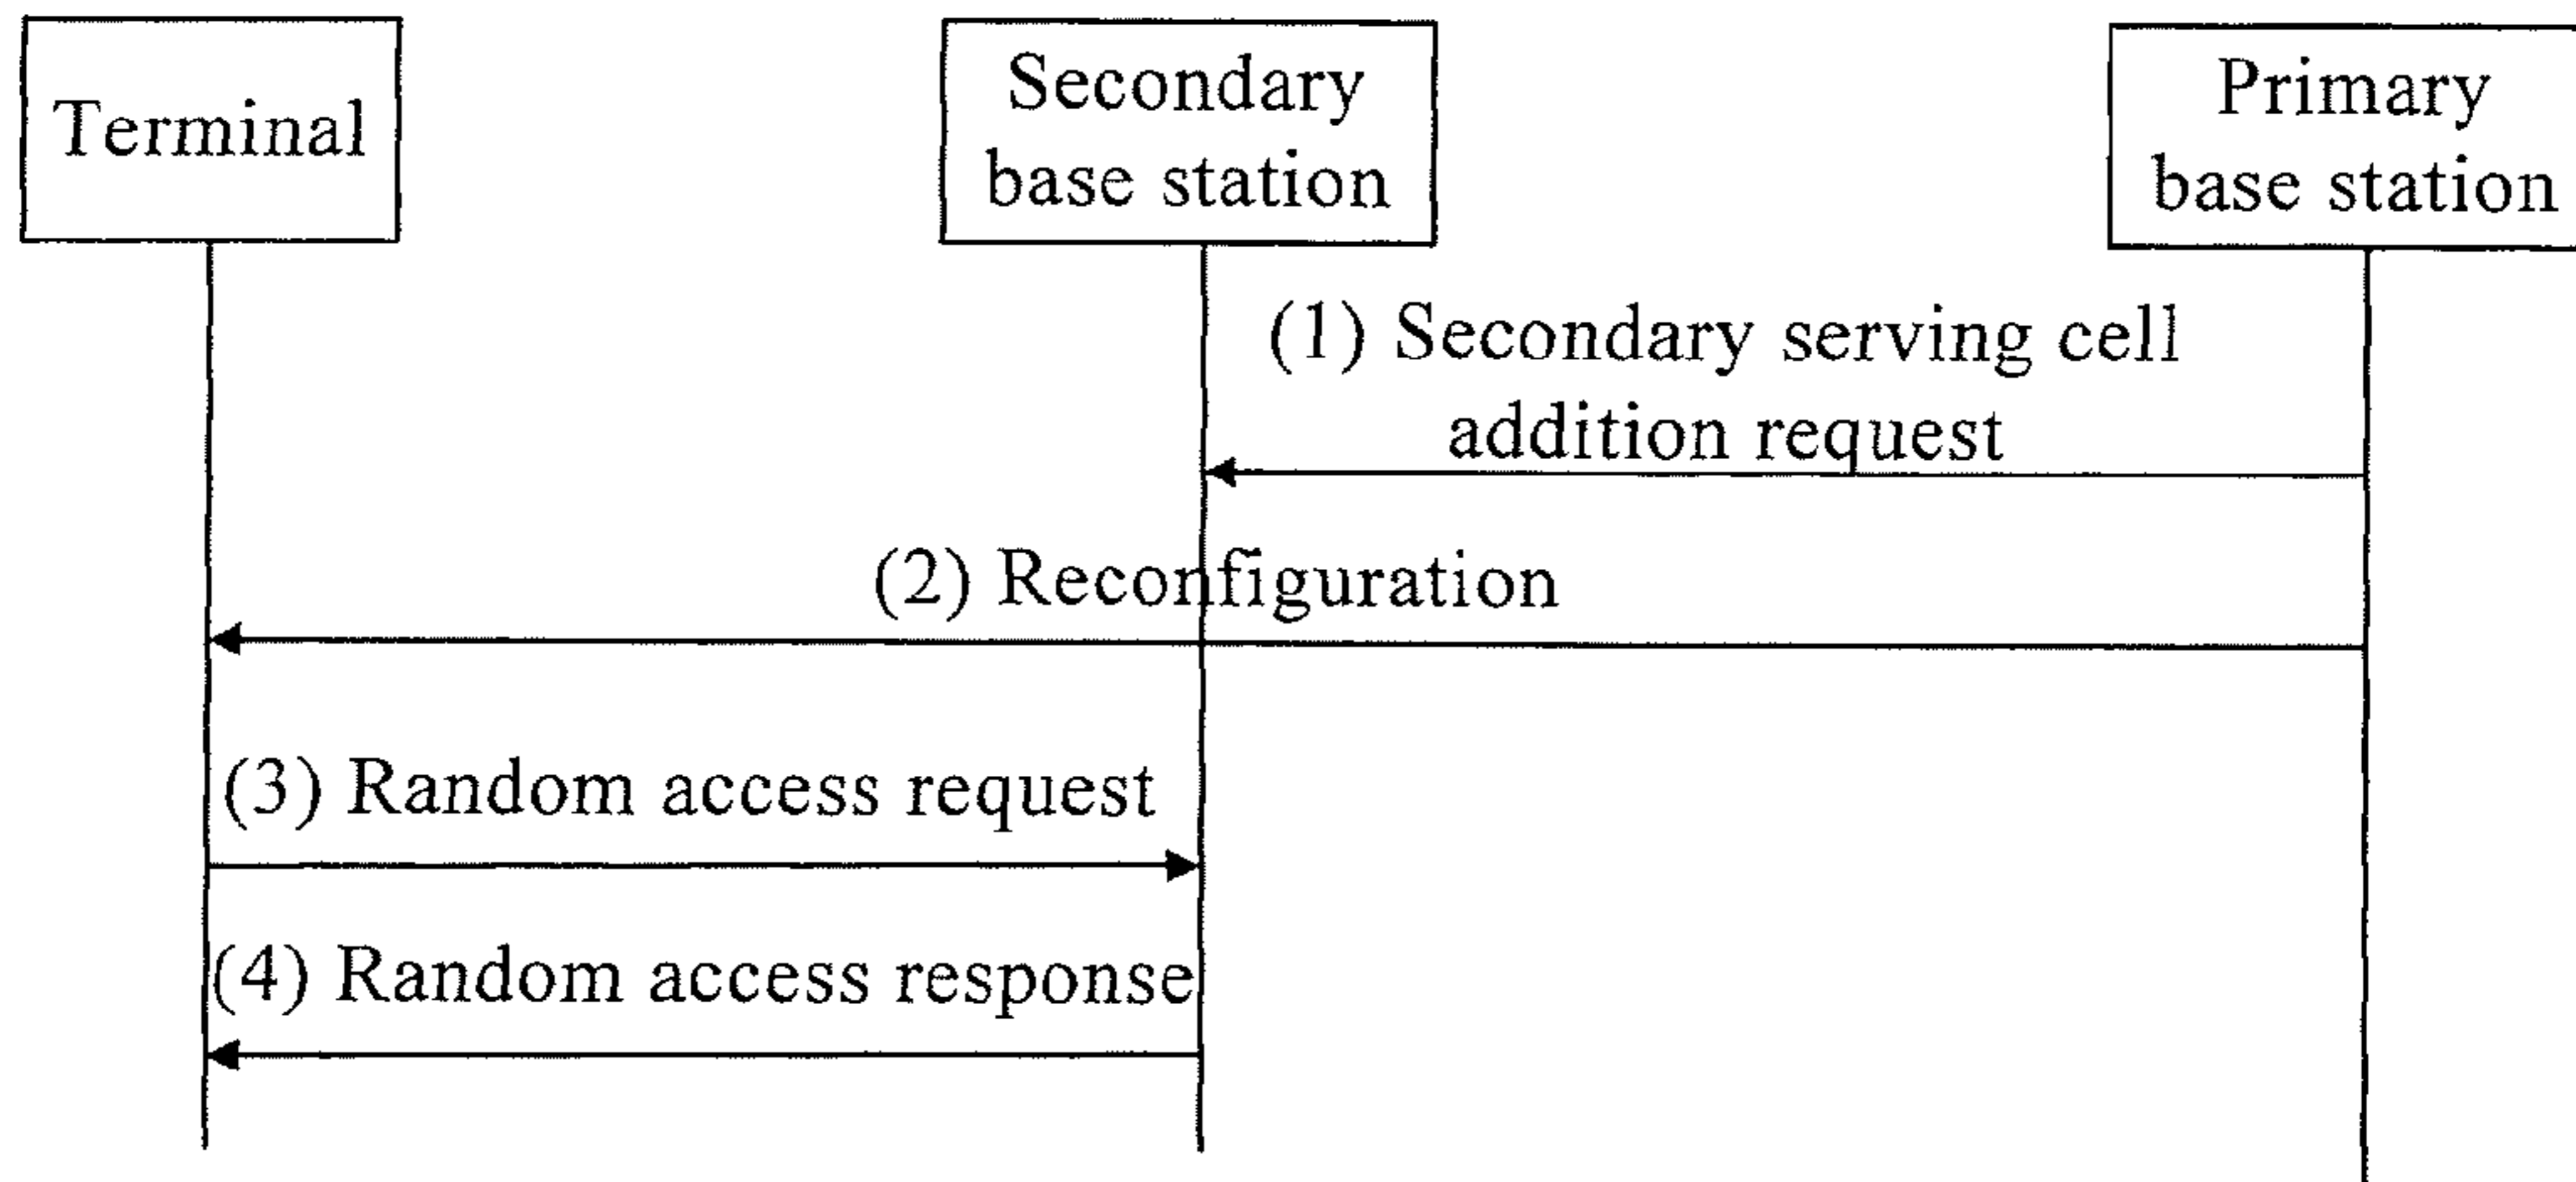 Terminal
Secondary
base station
Primary
base station
(1) Secondary serving cell
addition request
(2) Reconfiguration
(3) Random access request
(4) Random access response